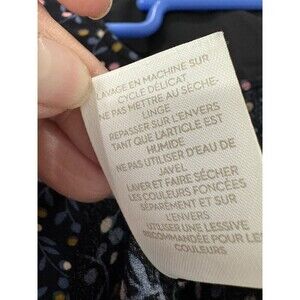 LAVAGE EN MACHINE SUR
CYCLE DÉLICAT
NE PAS METTRE AU SÈCHE-
LINGE
REPASSER SUR L'ENVERS
TANT QUE L'ARTICLE EST
HUMIDE
NE PAS UTILISER D'EAU DE
JAVEL
LAVER ET FAIRE SÉCHER
LES COULEURS FONCÉES
SÉPAREMENT ET SUR
L'ENVERS
UTILISER UNE LESSIVE
RECOMMANDÉE POUR LES
COULEURS